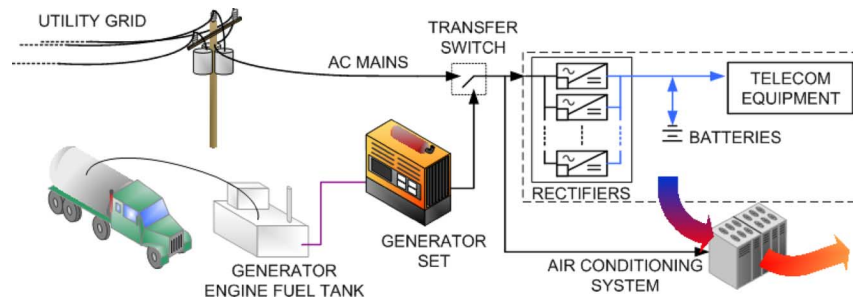 UTILITY GRID
AC MAINS
TRANSFER
SWITCH
TELECOM
EQUIPMENT
BATTERIES
RECTIFIERS
GENERATOR
SET
GENERATOR
ENGINE FUEL TANK
AIR CONDITIONING
SYSTEM